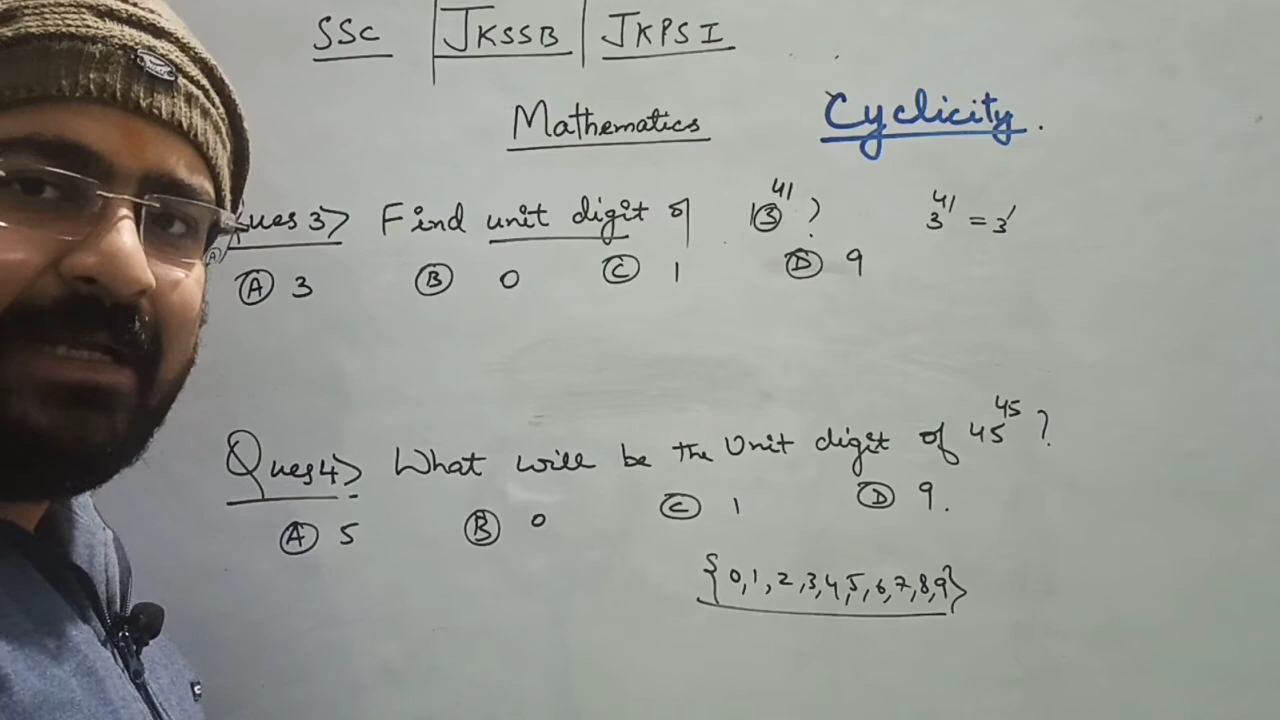 SSC JKSSB JKPSI
Mathematics Cyclicity.
Ques 3> Find unit digit of 13^41 ? 3^41 = 3^1
(A) 3 (B) 0 (C) 1 (D) 9
Ques 4> What will be the Unit digit of 45^45 ?
(A) 5 (B) 0 (C) 1 (D) 9.
{0,1,2,3,4,5,6,7,8,9}